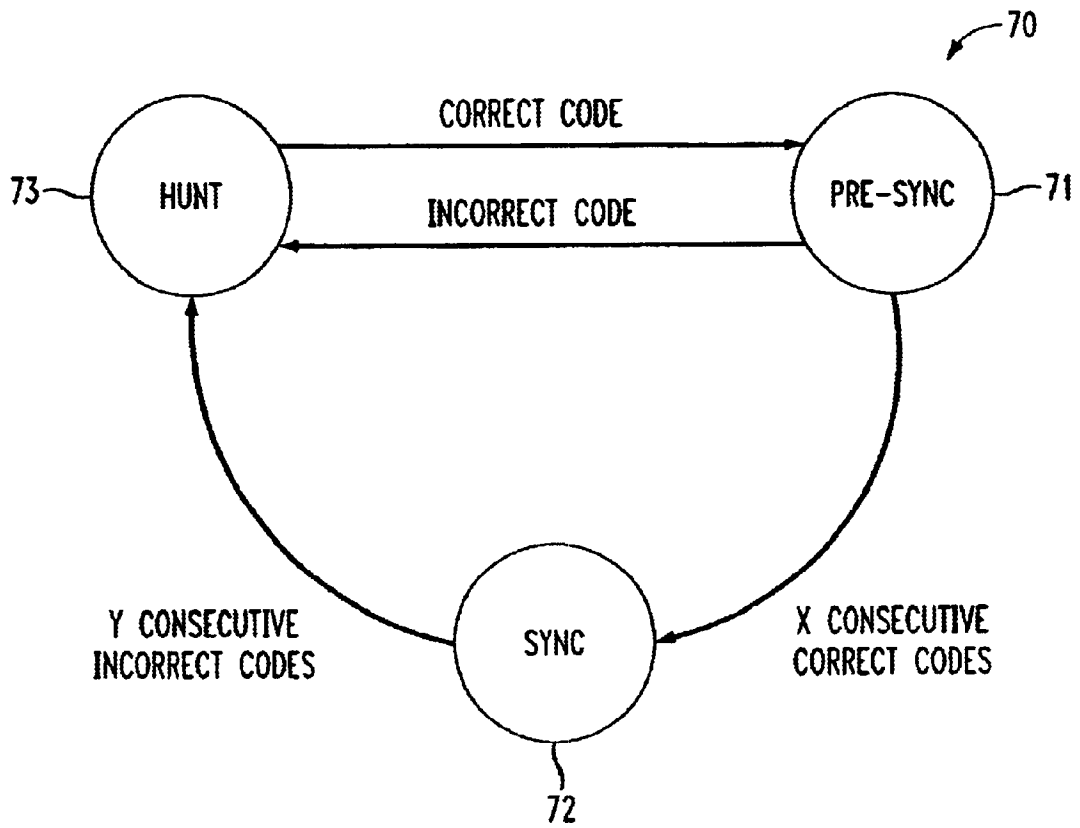 70
CORRECT CODE
73
HUNT
PRE-SYNC
71
INCORRECT CODE
Y CONSECUTIVE
INCORRECT CODES
SYNC
X CONSECUTIVE
CORRECT CODES
72